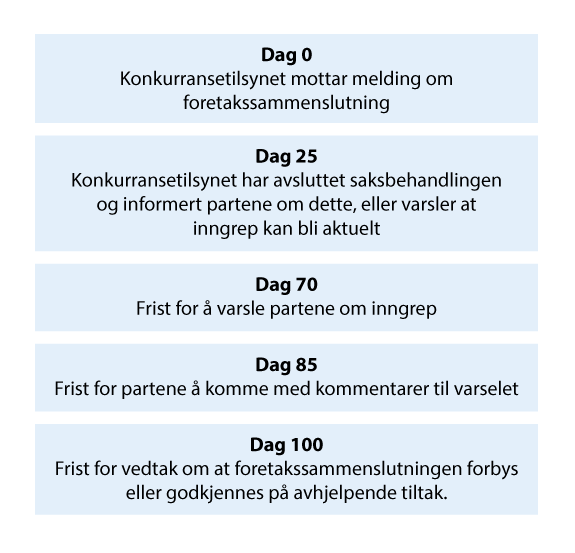 Dag 0
Konkurransetilsynet mottar melding om
foretakssammenslutning
Dag 25
Konkurransetilsynet har avsluttet saksbehandlingen
og informert partene om dette, eller varsler at
inngrep kan bli aktuelt
Dag 70
Frist for å varsle partene om inngrep
Dag 85
Frist for partene å komme med kommentarer til varselet
Dag 100
Frist for vedtak om at foretakssammenslutningen forbys
eller godkjennes på avhjelpende tiltak.